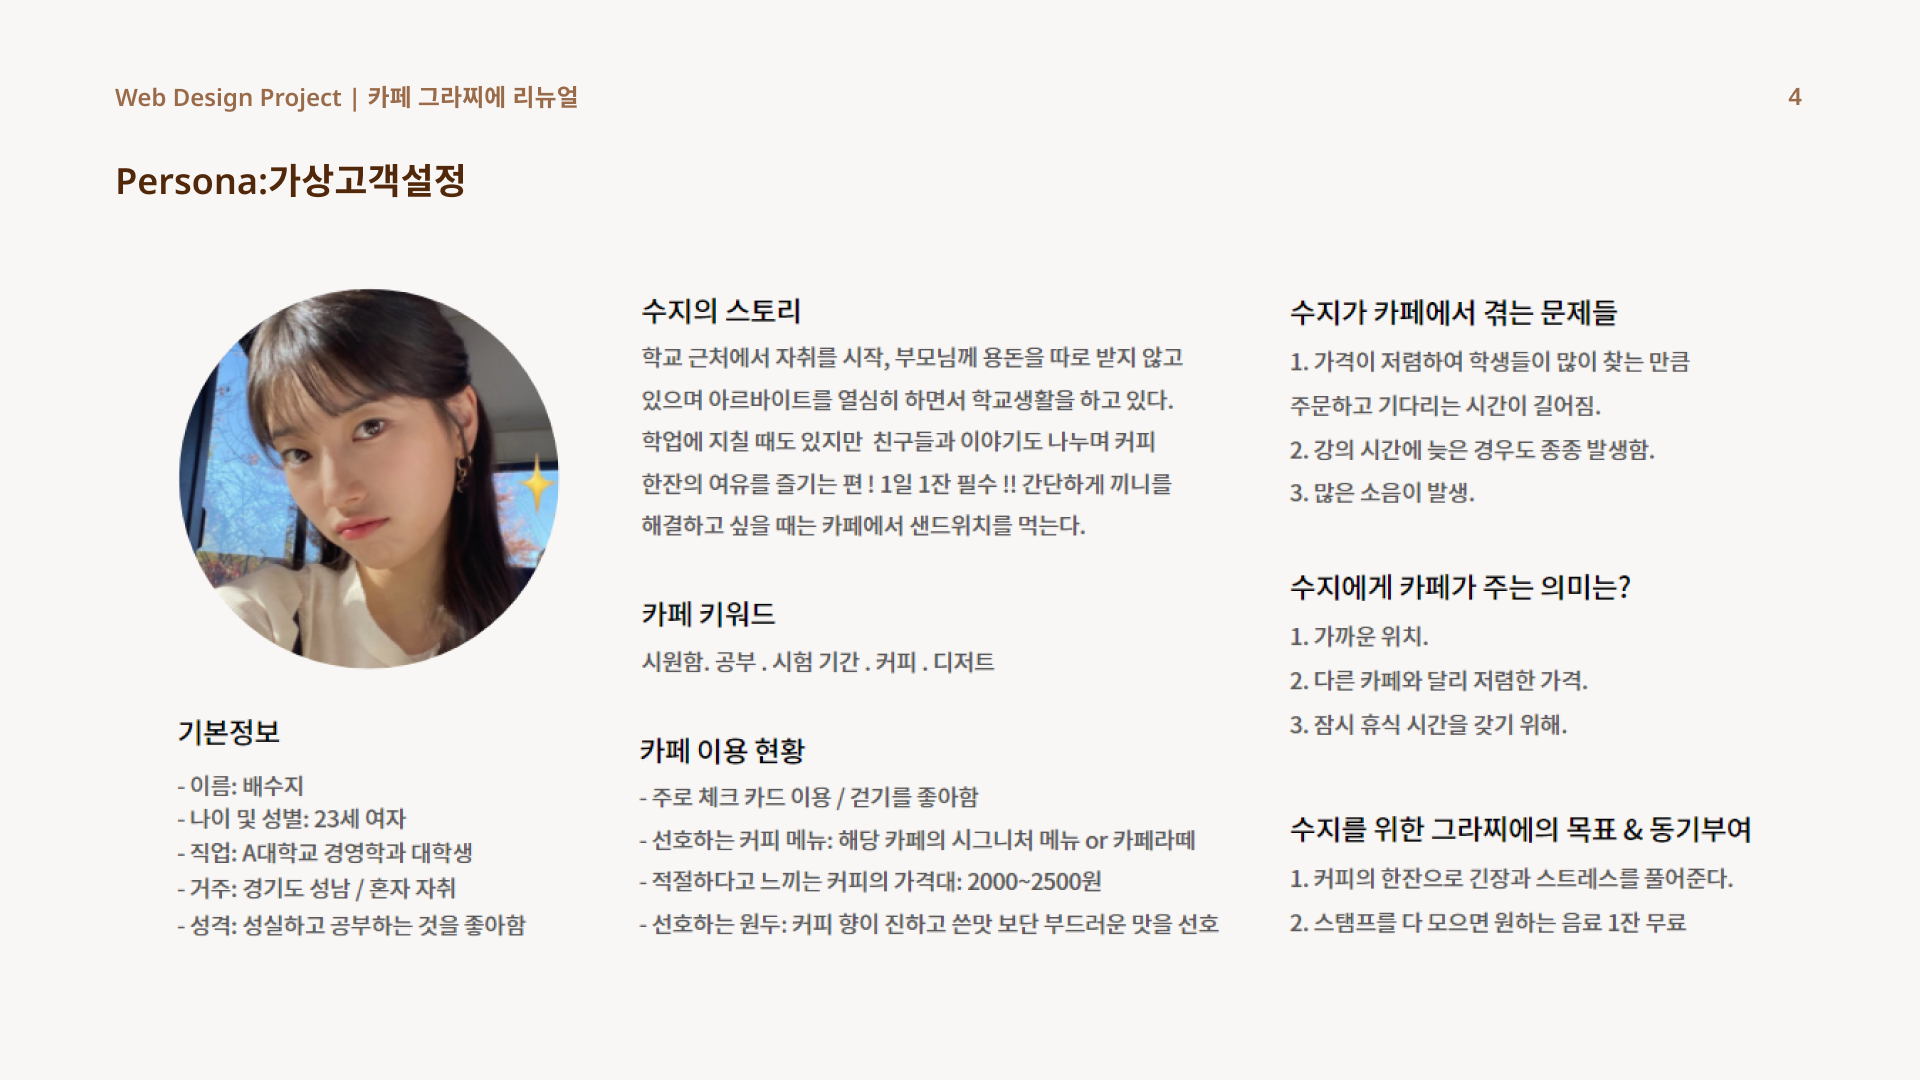 Web Design Project | 카페 그라찌에 리뉴얼
4
Persona:가상고객설정
기본정보
- 이름: 배수지
- 나이 및 성별: 23세 여자
- 직업: A대학교 경영학과 대학생
- 거주: 경기도 성남 / 혼자 자취
- 성격: 성실하고 공부하는 것을 좋아함
수지의 스토리
학교 근처에서 자취를 시작, 부모님께 용돈을 따로 받지 않고
있으며 아르바이트를 열심히 하면서 학교생활을 하고 있다.
학업에 지칠 때도 있지만 친구들과 이야기도 나누며 커피
한잔의 여유를 즐기는 편 ! 1일 1잔 필수 !! 간단하게 끼니를
해결하고 싶을 때는 카페에서 샌드위치를 먹는다.
카페 키워드
시원함. 공부 . 시험 기간 . 커피 . 디저트
카페 이용 현황
- 주로 체크 카드 이용 / 걷기를 좋아함
- 선호하는 커피 메뉴: 해당 카페의 시그니처 메뉴 or 카페라떼
- 적절하다고 느끼는 커피의 가격대: 2000~2500원
- 선호하는 원두: 커피 향이 진하고 쓴맛 보단 부드러운 맛을 선호
수지가 카페에서 겪는 문제들
1. 가격이 저렴하여 학생들이 많이 찾는 만큼
주문하고 기다리는 시간이 길어짐.
2. 강의 시간에 늦은 경우도 종종 발생함.
3. 많은 소음이 발생.
수지에게 카페가 주는 의미는?
1. 가까운 위치.
2. 다른 카페와 달리 저렴한 가격.
3. 잠시 휴식 시간을 갖기 위해.
수지를 위한 그라찌에의 목표 & 동기부여
1. 커피의 한잔으로 긴장과 스트레스를 풀어준다.
2. 스탬프를 다 모으면 원하는 음료 1잔 무료